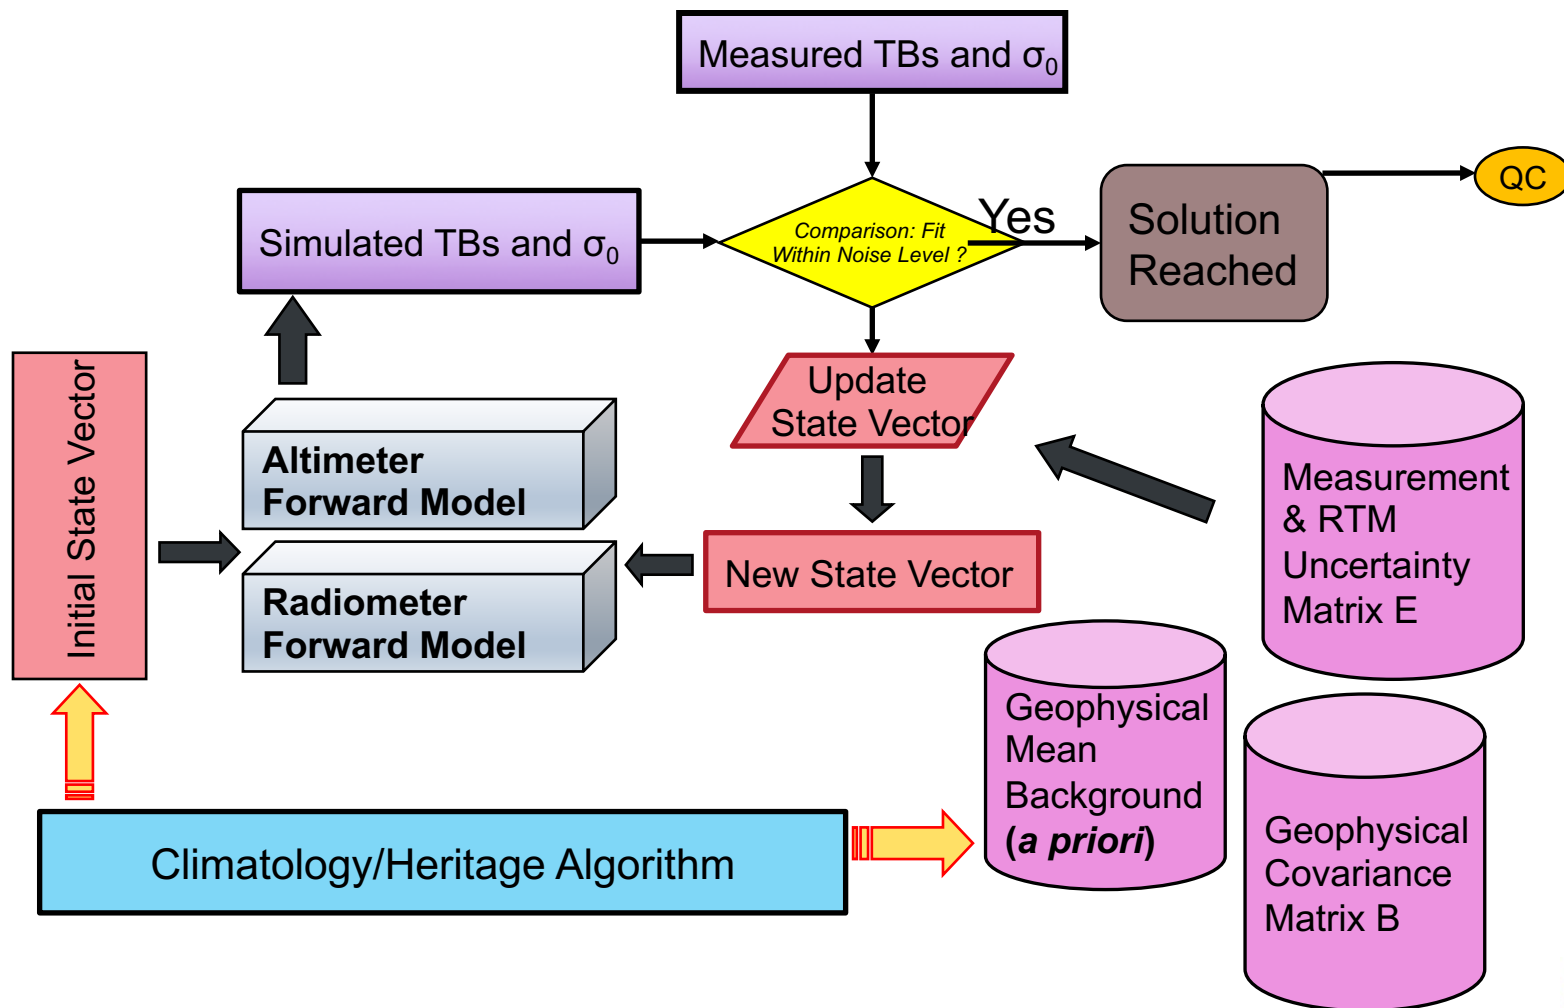 Measured TBs and σ0
QC
Yes
Simulated TBs and σ0
Comparison: Fit
Within Noise Level ?
Solution
Reached
Initial State Vector
Update
State Vector
Altimeter
Forward Model
Measurement
& RTM
Uncertainty
Matrix E
New State Vector
Radiometer
Forward Model
Geophysical
Mean
Background
(a priori)
Geophysical
Covariance
Matrix B
Climatology/Heritage Algorithm